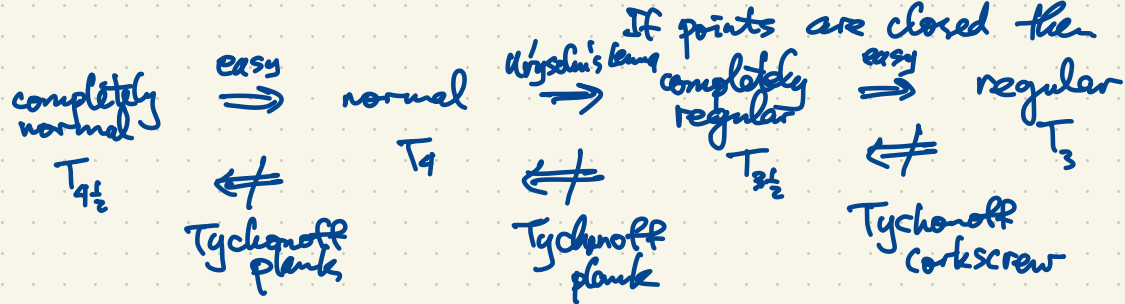 If points are closed then
easy Urysohn's lemma easy
completely normal ⇒ normal ⇒ completely regular ⇒ regular
T4½ T4 T3½ T3
⇍ ⇍ ⇍
Tychonoff planks Tychonoff plank Tychonoff corkscrew